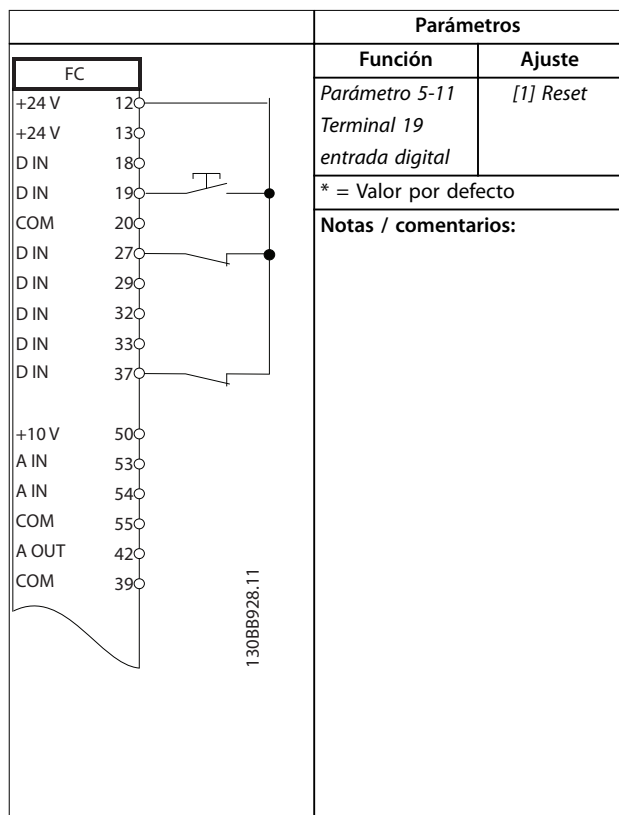 Parámetros
Función Ajuste
Parámetro 5-11 [1] Reset
Terminal 19
entrada digital
* = Valor por defecto
Notas / comentarios:
FC
+24 V 12
+24 V 13
D IN 18
D IN 19
COM 20
D IN 27
D IN 29
D IN 32
D IN 33
D IN 37
+10 V 50
A IN 53
A IN 54
COM 55
A OUT 42
COM 39
130BB928.11